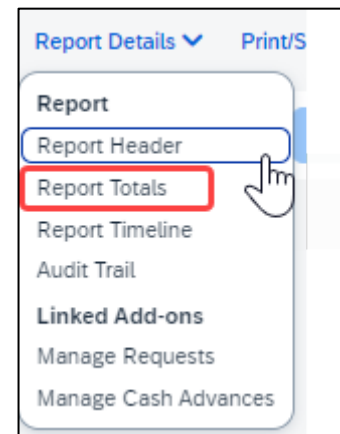 Report Details Print/S
Report
Report Header
Report Totals
Report Timeline
Audit Trail
Linked Add-ons
Manage Requests
Manage Cash Advances